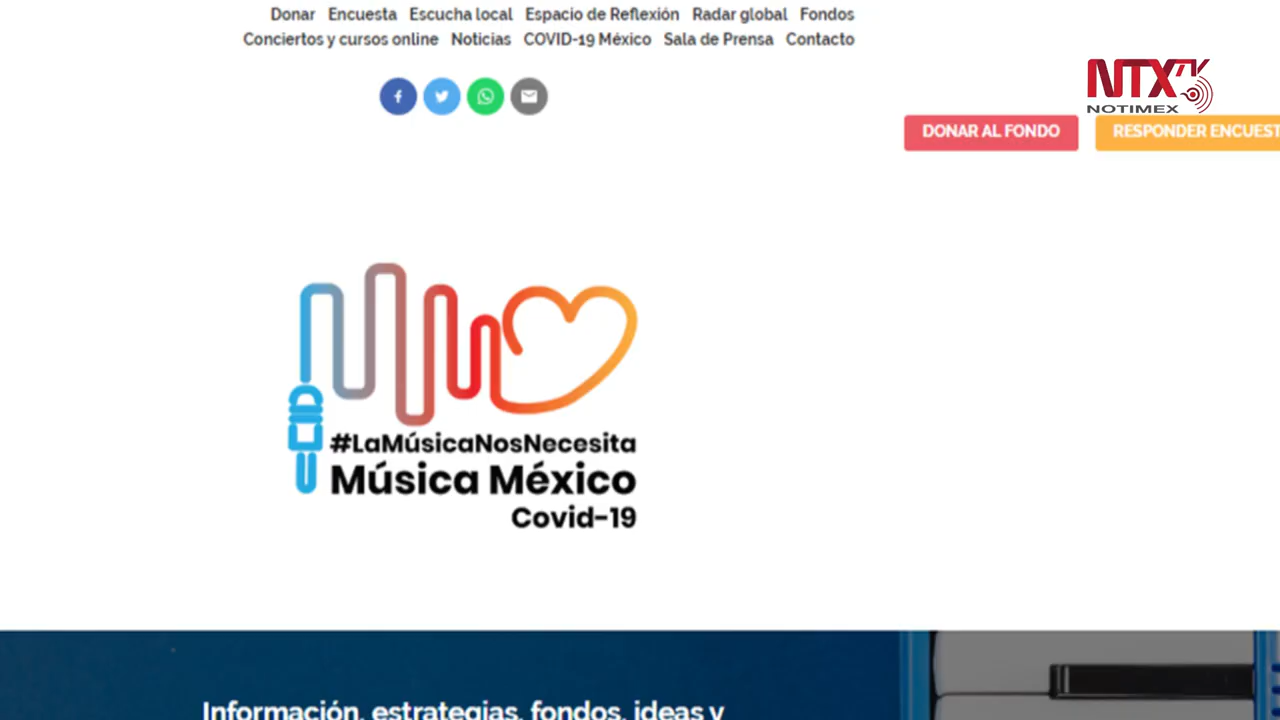 Donar Encuesta Escucha local Espacio de Reflexión Radar global Fondos
Conciertos y cursos online Noticias COVID-19 México Sala de Prensa Contacto
NTX TV
NOTIMEX
DONAR AL FONDO
RESPONDER ENCUEST
#LaMúsicaNosNecesita
Música México
Covid-19
Información, estrategias, fondos, ideas y